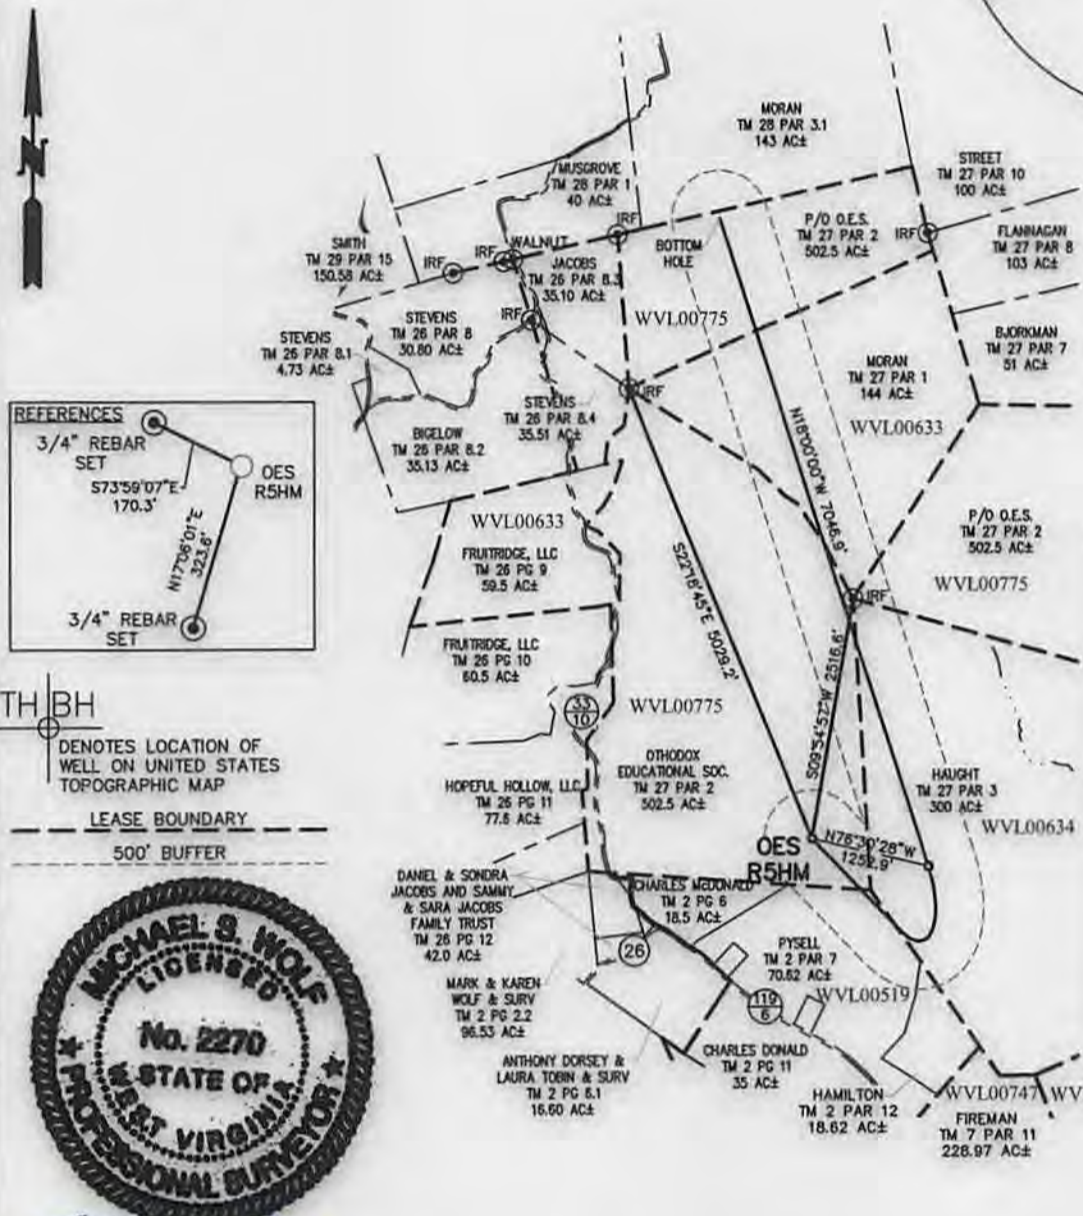 N
MORAN
TM 28 PAR 3.1
143 AC±
STREET
TM 27 PAR 10
100 AC±
MUSGROVE
TM 28 PAR 1
40 AC±
IRF
P/O O.E.S.
TM 27 PAR 2
502.5 AC±
IRF
FLANNAGAN
TM 27 PAR 8
103 AC±
SMITH
TM 29 PAR 15
150.58 AC±
IRF
IRF
WALNUT
JACOBS
TM 26 PAR 8.3
35.10 AC±
BOTTOM
HOLE
STEVENS
TM 26 PAR 8.1
4.73 AC±
STEVENS
TM 26 PAR 8
30.80 AC±
IRF
WVL00775
BJORKMAN
TM 27 PAR 7
51 AC±
MORAN
TM 27 PAR 1
144 AC±
WVL00633
IRF
STEVENS
TM 26 PAR 8.4
35.51 AC±
BIGELOW
TM 26 PAR 8.2
35.13 AC±
N18°00'00"W 7046.9'
REFERENCES
3/4" REBAR
SET
OES
R5HM
S73°59'07"E
170.3'
N17°06'01"E
323.6'
3/4" REBAR
SET
WVL00633
FRUITRIDGE, LLC
TM 26 PG 9
59.5 AC±
P/O O.E.S.
TM 27 PAR 2
502.5 AC±
WVL00775
IRF
S22°18'45"E 5029.2'
FRUITRIDGE, LLC
TM 26 PG 10
60.5 AC±
33
10
WVL00775
S09°54'52"W 2516.6'
TH BH
DENOTES LOCATION OF
WELL ON UNITED STATES
TOPOGRAPHIC MAP
LEASE BOUNDARY
500' BUFFER
HOPEFUL HOLLOW, LLC
TM 26 PG 11
77.6 AC±
OTHODOX
EDUCATIONAL SOC.
TM 27 PAR 2
502.5 AC±
HAUGHT
TM 27 PAR 3
300 AC±
WVL00634
N76°30'28"W
1252.9'
OES
R5HM
DANIEL & SONDRA
JACOBS AND SAMMY
& SARA JACOBS
FAMILY TRUST
TM 26 PG 12
42.0 AC±
CHARLES McDONALD
TM 2 PG 6
18.5 AC±
26
PYSELL
TM 2 PAR 7
70.62 AC±
MARK & KAREN
WOLF & SURV
TM 2 PG 2.2
96.53 AC±
119
6
WVL00519
ANTHONY DORSEY &
LAURA TOBIN & SURV
TM 2 PG 6.1
16.60 AC±
CHARLES DONALD
TM 2 PG 11
35 AC±
HAMILTON
TM 2 PAR 12
18.62 AC±
WVL00747
WV
FIREMAN
TM 7 PAR 11
228.97 AC±
MICHAEL S. WOLF
LICENSED
No. 2270
STATE OF
WEST VIRGINIA
★ PROFESSIONAL SURVEYOR ★